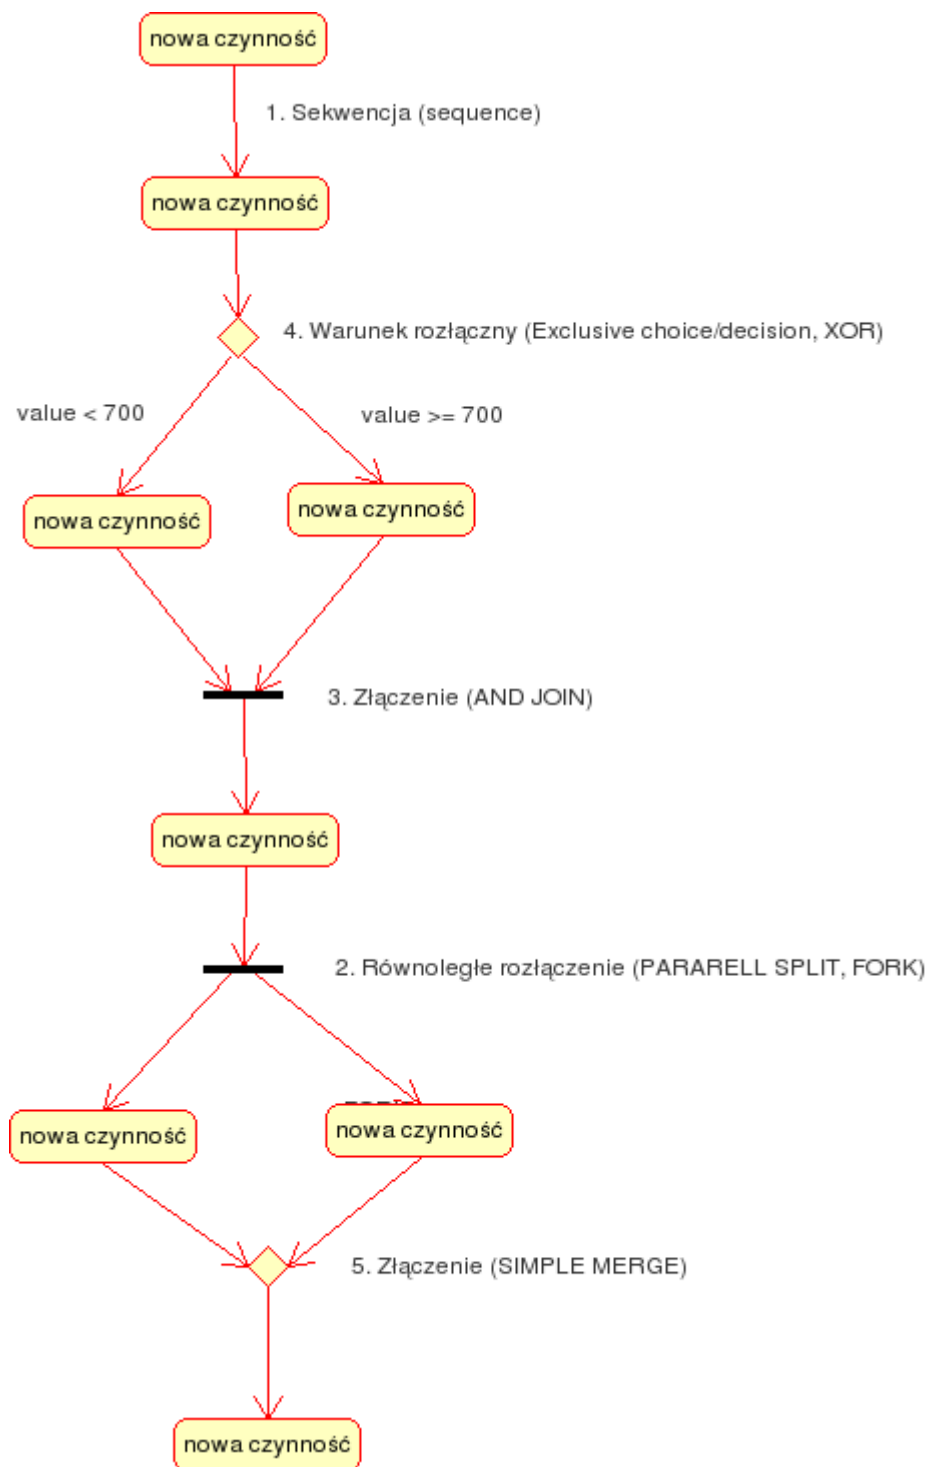 nowa czynność
1. Sekwencja (sequence)
nowa czynność
4. Warunek rozłączny (Exclusive choice/decision, XOR)
value < 700
value >= 700
nowa czynność
nowa czynność
3. Złączenie (AND JOIN)
nowa czynność
2. Równoległe rozłączenie (PARARELL SPLIT, FORK)
nowa czynność
nowa czynność
5. Złączenie (SIMPLE MERGE)
nowa czynność